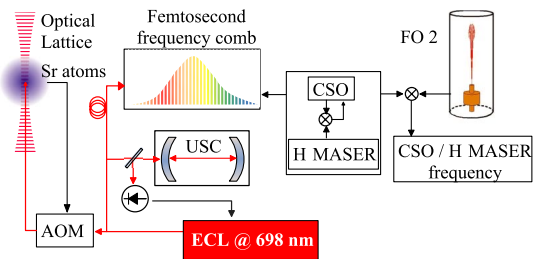 Optical
Lattice
Sr atoms
Femtosecond
frequency comb
FO 2
CSO
H MASER
CSO / H MASER
frequency
USC
AOM
ECL @ 698 nm